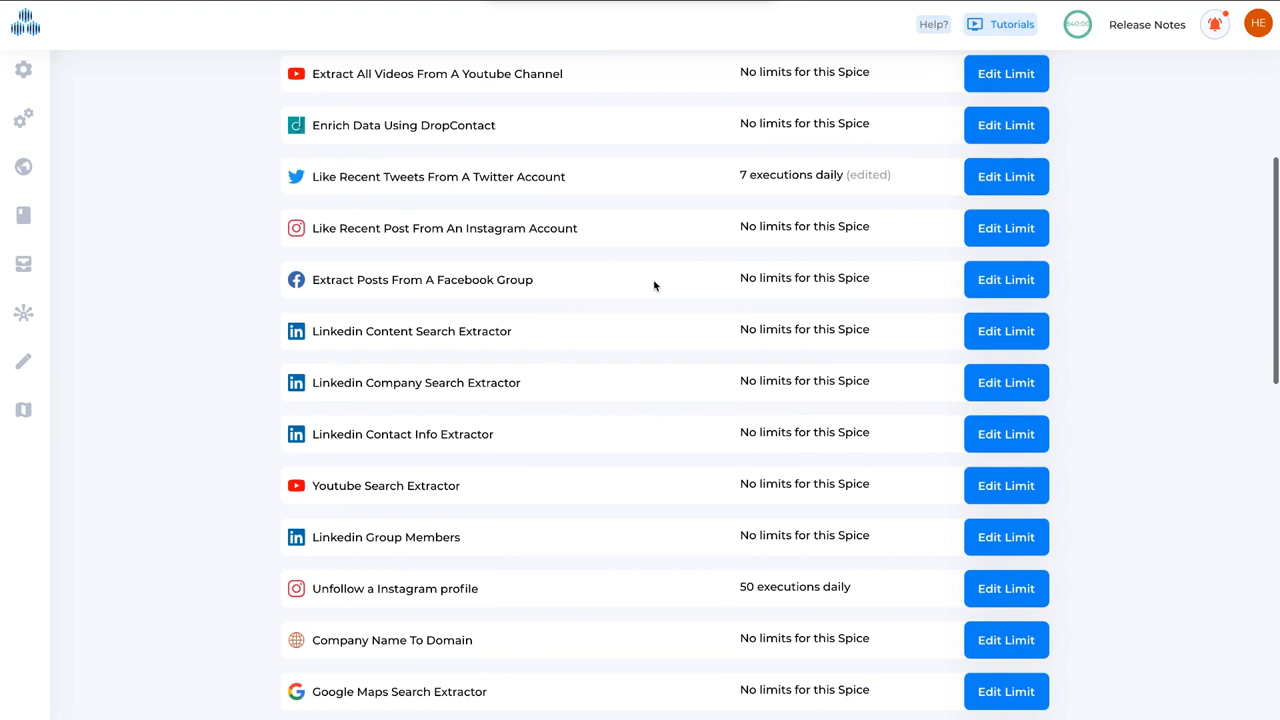 Help?
Tutorials
Release Notes
HE
Extract All Videos From A Youtube Channel No limits for this Spice Edit Limit
Enrich Data Using DropContact No limits for this Spice Edit Limit
Like Recent Tweets From A Twitter Account 7 executions daily (edited) Edit Limit
Like Recent Post From An Instagram Account No limits for this Spice Edit Limit
Extract Posts From A Facebook Group No limits for this Spice Edit Limit
Linkedin Content Search Extractor No limits for this Spice Edit Limit
Linkedin Company Search Extractor No limits for this Spice Edit Limit
Linkedin Contact Info Extractor No limits for this Spice Edit Limit
Youtube Search Extractor No limits for this Spice Edit Limit
Linkedin Group Members No limits for this Spice Edit Limit
Unfollow a Instagram profile 50 executions daily Edit Limit
Company Name To Domain No limits for this Spice Edit Limit
Google Maps Search Extractor No limits for this Spice Edit Limit